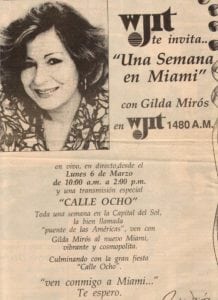 WJIT
te invita...
"Una Semana
en Miami"
con Gilda Mirós
en WJIT 1480 A.M.
en vivo, en directo, desde el
Lunes 6 de Marzo
de 10:00 a.m. a 2:00 p.m.
y una transmisión especial
"CALLE OCHO"
Toda una semana en la Capital del Sol,
la bien llamada
"puente de las Américas", ven con
Gilda Mirós al nuevo Miami,
vibrante y cosmopolita.
Culminando con la gran fiesta
"Calle Ocho".
"ven conmigo a Miami..."
Te espero.